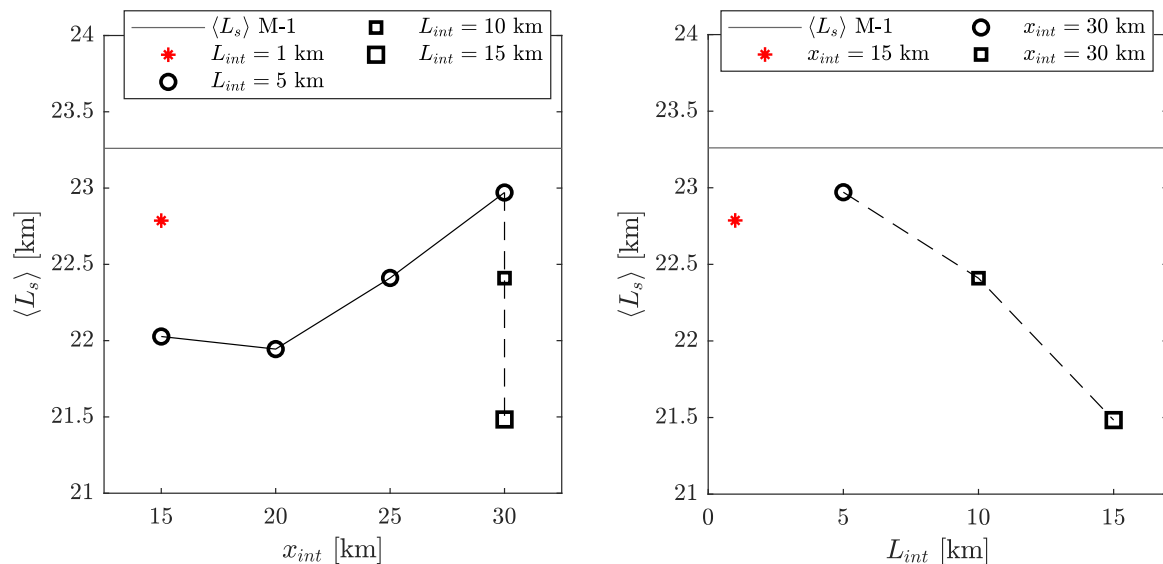 ⟨L_s⟩ M-1
L_int = 1 km
L_int = 5 km
L_int = 10 km
L_int = 15 km
24
23.5
23
22.5
22
21.5
21
⟨L_s⟩ [km]
15 20 25 30
x_int [km]
⟨L_s⟩ M-1
x_int = 15 km
x_int = 30 km
x_int = 30 km
24
23.5
23
22.5
22
21.5
21
⟨L_s⟩ [km]
0 5 10 15
L_int [km]